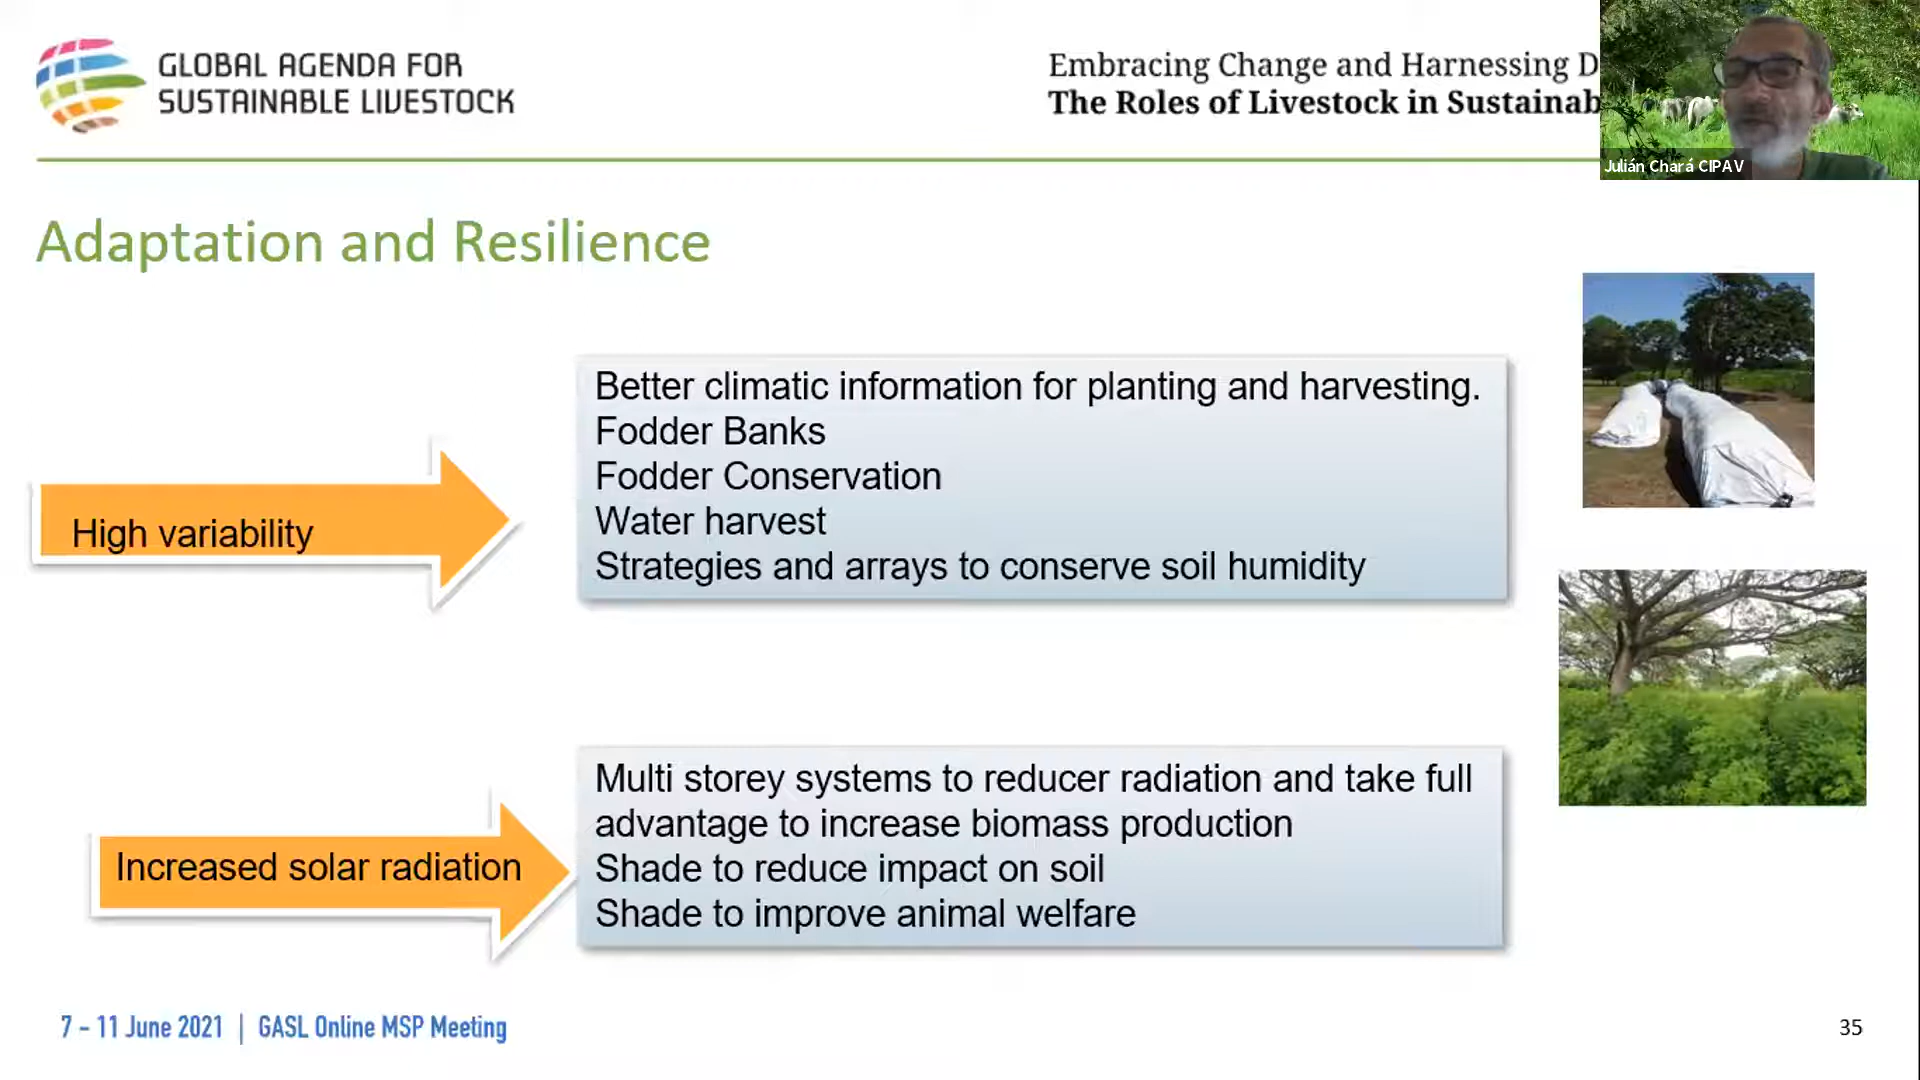 GLOBAL AGENDA FOR
SUSTAINABLE LIVESTOCK
Embracing Change and Harnessing D
The Roles of Livestock in Sustainab
Julián Chará CIPAV
Adaptation and Resilience
High variability
Better climatic information for planting and harvesting.
Fodder Banks
Fodder Conservation
Water harvest
Strategies and arrays to conserve soil humidity
Increased solar radiation
Multi storey systems to reducer radiation and take full
advantage to increase biomass production
Shade to reduce impact on soil
Shade to improve animal welfare
7 – 11 June 2021 | GASL Online MSP Meeting
35